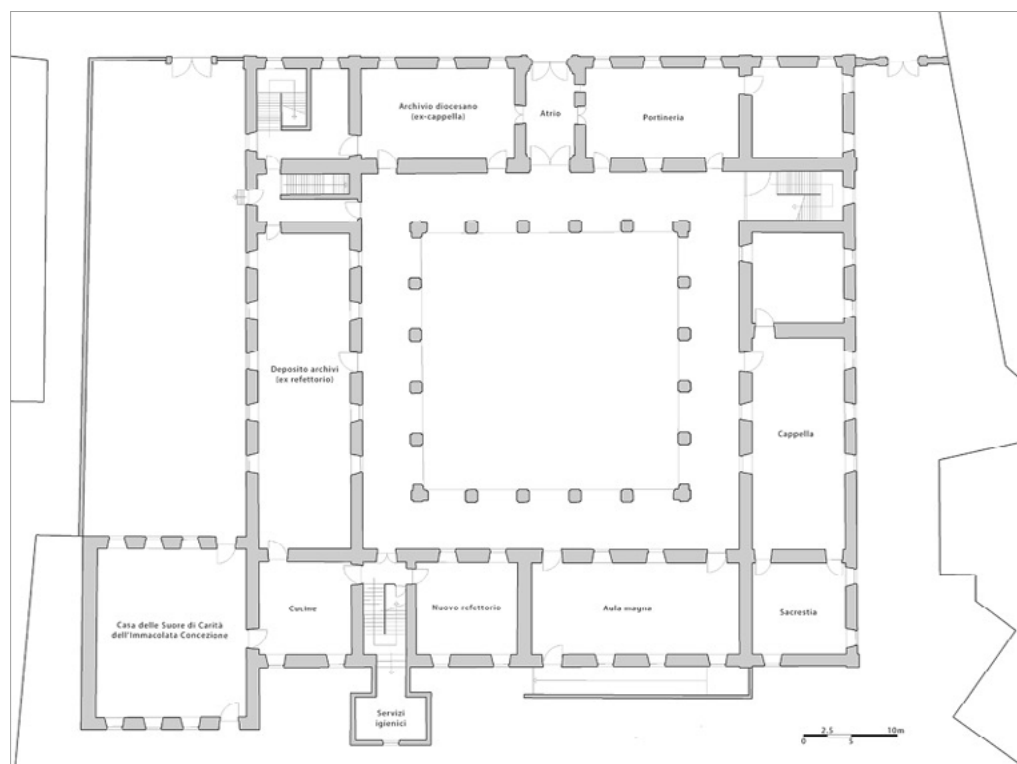 Archivio diocesano
(ex-cappella)
Atrio
Portineria
Deposito archivi
(ex refettorio)
Cappella
Casa delle Suore di Carità
dell'Immacolata Concezione
Cucine
Nuovo refettorio
Aula magna
Sacrestia
Servizi
igienici
2.5 10m
0 5